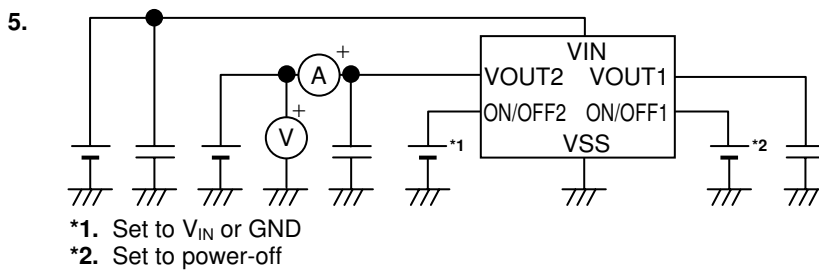 5.
+
A
V
+
VIN
VOUT2 VOUT1
ON/OFF2 ON/OFF1
VSS
*1
*2
*1. Set to VIN or GND
*2. Set to power-off